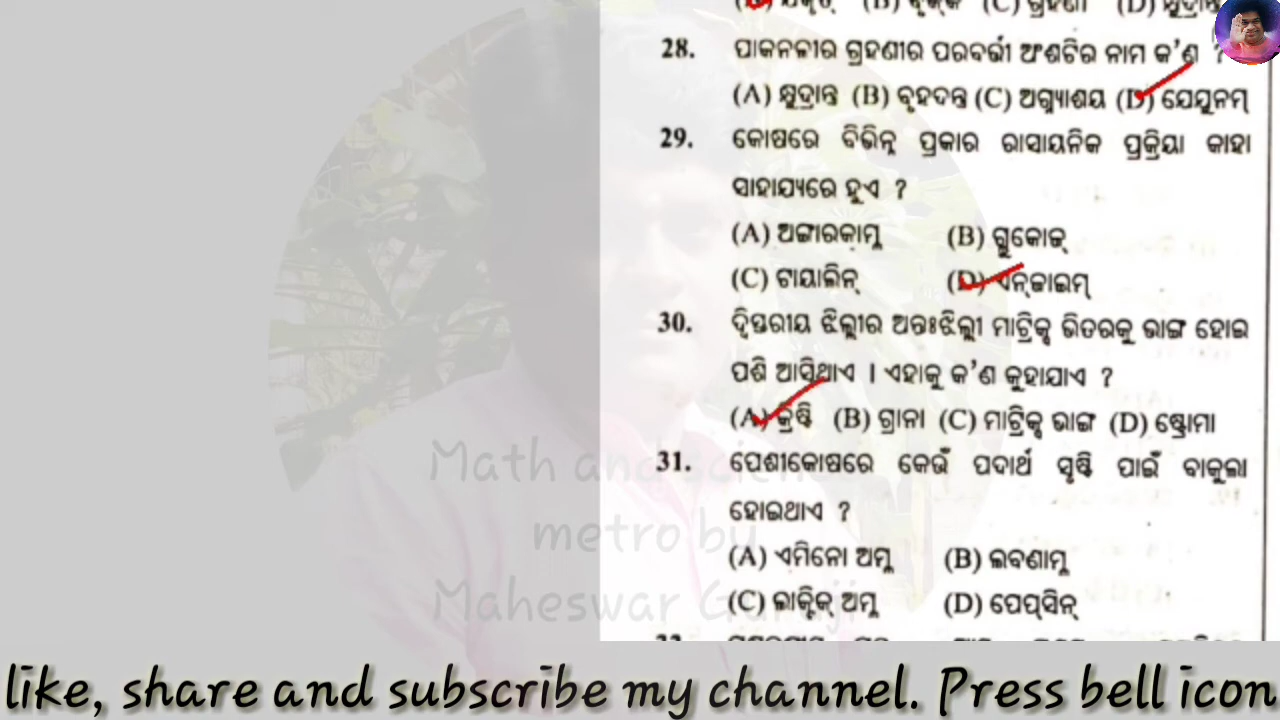 28. ପାକନଳୀର ଗ୍ରହଣୀର ପରବର୍ତ୍ତୀ ଅଂଶଟିର ନାମ କ'ଣ ?
(A) କ୍ଷୁଦ୍ରାନ୍ତ (B) ବୃହଦନ୍ତ (C) ଅଗ୍ନ୍ୟାଶୟ (D) ଯେଯୁନମ୍
29. କୋଷରେ ବିଭିନ୍ନ ପ୍ରକାର ରାସାୟନିକ ପ୍ରକ୍ରିୟା କାହା
ସାହାଯ୍ୟରେ ହୁଏ ?
(A) ଅଙ୍ଗାରକାମ୍ଳ (B) ଗ୍ଲୁକୋଜ୍
(C) ଟାୟାଲିନ୍ (D) ଏନ୍‌ଜାଇମ୍
30. ଦ୍ୱିସ୍ତରୀୟ ଝିଲ୍ଲୀର ଅନ୍ତଃଝିଲ୍ଲୀ ମାଟ୍ରିକ୍ସ ଭିତରକୁ ଭାଙ୍ଗ ହୋଇ
ପଶି ଆସିଥାଏ । ଏହାକୁ କ'ଣ କୁହାଯାଏ ?
(A) କ୍ରିଷ୍ଟି (B) ଗ୍ରାନା (C) ମାଟ୍ରିକ୍ସ ଭାଙ୍ଗ (D) ଷ୍ଟ୍ରୋମା
31. ପେଶୀକୋଷରେ କେଉଁ ପଦାର୍ଥ ସୃଷ୍ଟି ପାଇଁ ବାକୁଲା
ହୋଇଥାଏ ?
(A) ଏମିନୋ ଅମ୍ଳ (B) ଲବଣାମ୍ଳ
(C) ଲାକ୍ଟିକ୍ ଅମ୍ଳ (D) ପେପ୍‌ସିନ୍
Math and science
metro by
Maheswar
like, share and subscribe my channel. Press bell icon